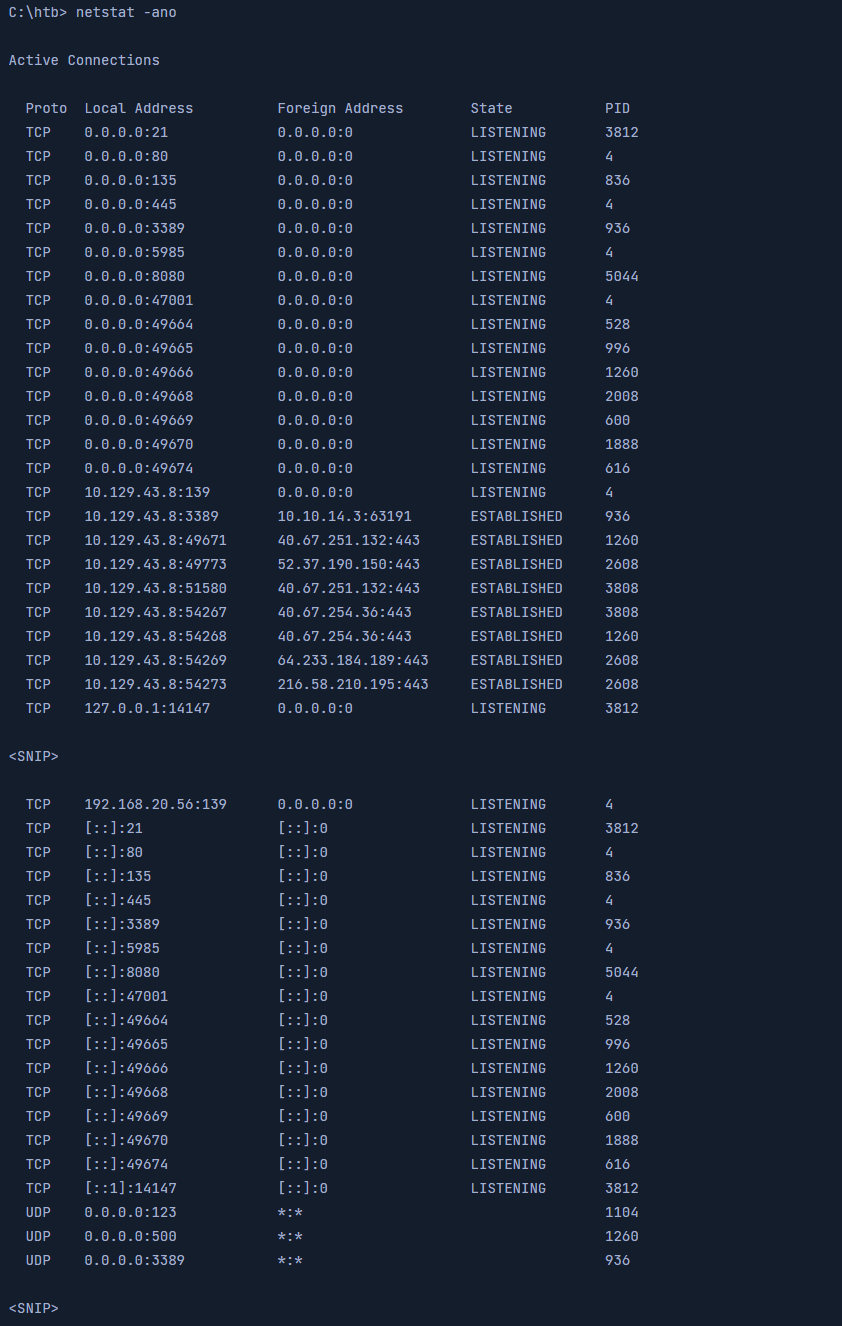 C:\htb> netstat -ano
Active Connections
Proto  Local Address          Foreign Address        State           PID
TCP    0.0.0.0:21             0.0.0.0:0              LISTENING       3812
TCP    0.0.0.0:80             0.0.0.0:0              LISTENING       4
TCP    0.0.0.0:135            0.0.0.0:0              LISTENING       836
TCP    0.0.0.0:445            0.0.0.0:0              LISTENING       4
TCP    0.0.0.0:3389           0.0.0.0:0              LISTENING       936
TCP    0.0.0.0:5985           0.0.0.0:0              LISTENING       4
TCP    0.0.0.0:8080           0.0.0.0:0              LISTENING       5044
TCP    0.0.0.0:47001          0.0.0.0:0              LISTENING       4
TCP    0.0.0.0:49664          0.0.0.0:0              LISTENING       528
TCP    0.0.0.0:49665          0.0.0.0:0              LISTENING       996
TCP    0.0.0.0:49666          0.0.0.0:0              LISTENING       1260
TCP    0.0.0.0:49668          0.0.0.0:0              LISTENING       2008
TCP    0.0.0.0:49669          0.0.0.0:0              LISTENING       600
TCP    0.0.0.0:49670          0.0.0.0:0              LISTENING       1888
TCP    0.0.0.0:49674          0.0.0.0:0              LISTENING       616
TCP    10.129.43.8:139        0.0.0.0:0              LISTENING       4
TCP    10.129.43.8:3389       10.10.14.3:63191       ESTABLISHED     936
TCP    10.129.43.8:49671      40.67.251.132:443      ESTABLISHED     1260
TCP    10.129.43.8:49773      52.37.190.150:443      ESTABLISHED     2608
TCP    10.129.43.8:51580      40.67.251.132:443      ESTABLISHED     3808
TCP    10.129.43.8:54267      40.67.254.36:443       ESTABLISHED     3808
TCP    10.129.43.8:54268      40.67.254.36:443       ESTABLISHED     1260
TCP    10.129.43.8:54269      64.233.184.189:443     ESTABLISHED     2608
TCP    10.129.43.8:54273      216.58.210.195:443     ESTABLISHED     2608
TCP    127.0.0.1:14147        0.0.0.0:0              LISTENING       3812
<SNIP>
TCP    192.168.20.56:139      0.0.0.0:0              LISTENING       4
TCP    [::]:21                [::]:0                 LISTENING       3812
TCP    [::]:80                [::]:0                 LISTENING       4
TCP    [::]:135               [::]:0                 LISTENING       836
TCP    [::]:445               [::]:0                 LISTENING       4
TCP    [::]:3389              [::]:0                 LISTENING       936
TCP    [::]:5985              [::]:0                 LISTENING       4
TCP    [::]:8080              [::]:0                 LISTENING       5044
TCP    [::]:47001             [::]:0                 LISTENING       4
TCP    [::]:49664             [::]:0                 LISTENING       528
TCP    [::]:49665             [::]:0                 LISTENING       996
TCP    [::]:49666             [::]:0                 LISTENING       1260
TCP    [::]:49668             [::]:0                 LISTENING       2008
TCP    [::]:49669             [::]:0                 LISTENING       600
TCP    [::]:49670             [::]:0                 LISTENING       1888
TCP    [::]:49674             [::]:0                 LISTENING       616
TCP    [::1]:14147            [::]:0                 LISTENING       3812
UDP    0.0.0.0:123            *:*                                    1104
UDP    0.0.0.0:500            *:*                                    1260
UDP    0.0.0.0:3389           *:*                                    936
<SNIP>